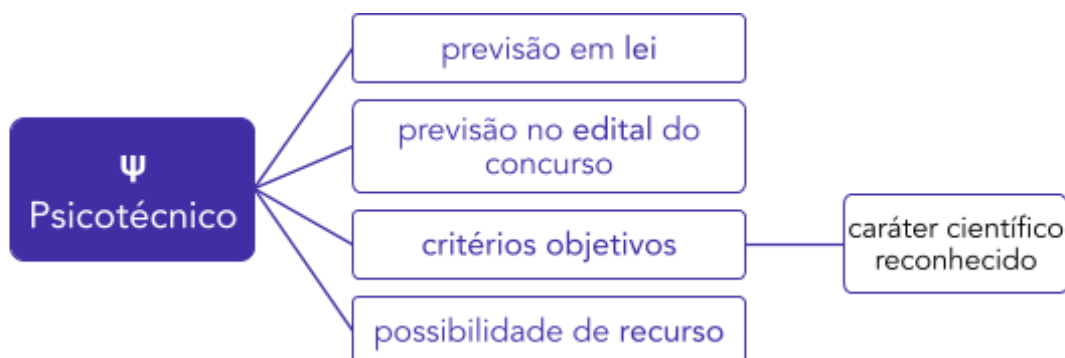 previsão em lei
previsão no edital do
concurso
ψ
Psicotécnico
critérios objetivos
caráter científico
reconhecido
possibilidade de recurso